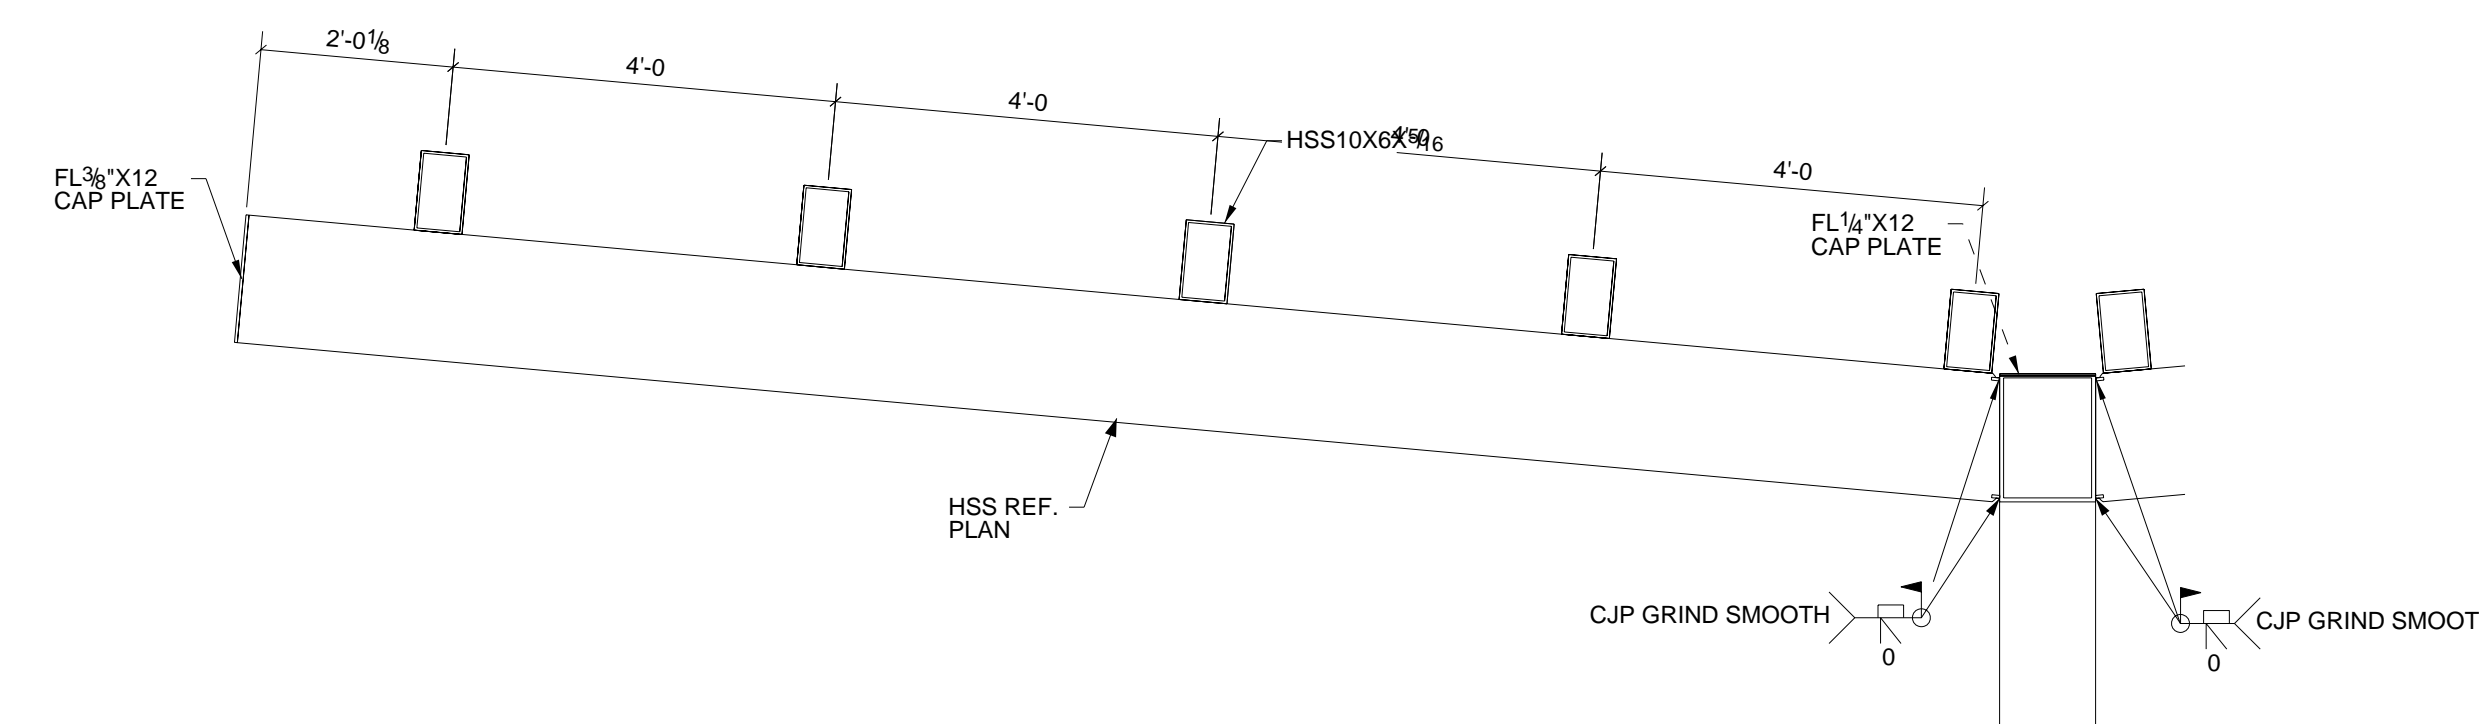 2'-0⅛
4'-0
4'-0
HSS10X6X5⁄16
4'-0
4'-0
FL⅜"X12
CAP PLATE
FL¼"X12
CAP PLATE
HSS REF.
PLAN
CJP GRIND SMOOTH
0
CJP GRIND SMOOT
0